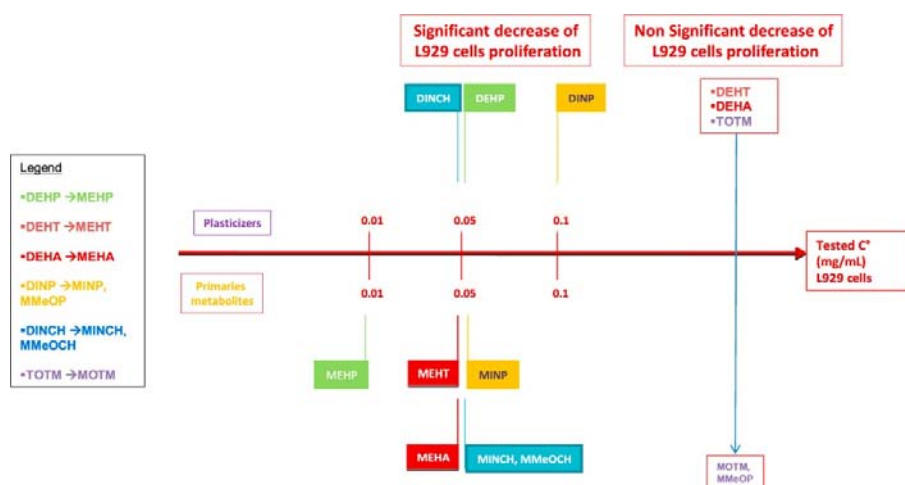 Significant decrease of
L929 cells proliferation
Non Significant decrease of
L929 cells proliferation
DINCH
DEHP
DINP
▪DEHT
▪DEHA
▪TOTM
Legend
▪DEHP →MEHP
▪DEHT →MEHT
▪DEHA →MEHA
▪DINP →MINP,
MMeOP
▪DINCH →MINCH,
MMeOCH
▪TOTM →MOTM
Plasticizers
0.01
0.05
0.1
Tested C°
(mg/mL)
L929 cells
Primaries
metabolites
0.01
0.05
0.1
MEHP
MEHT
MINP
MEHA
MINCH, MMeOCH
MOTM,
MMeOP